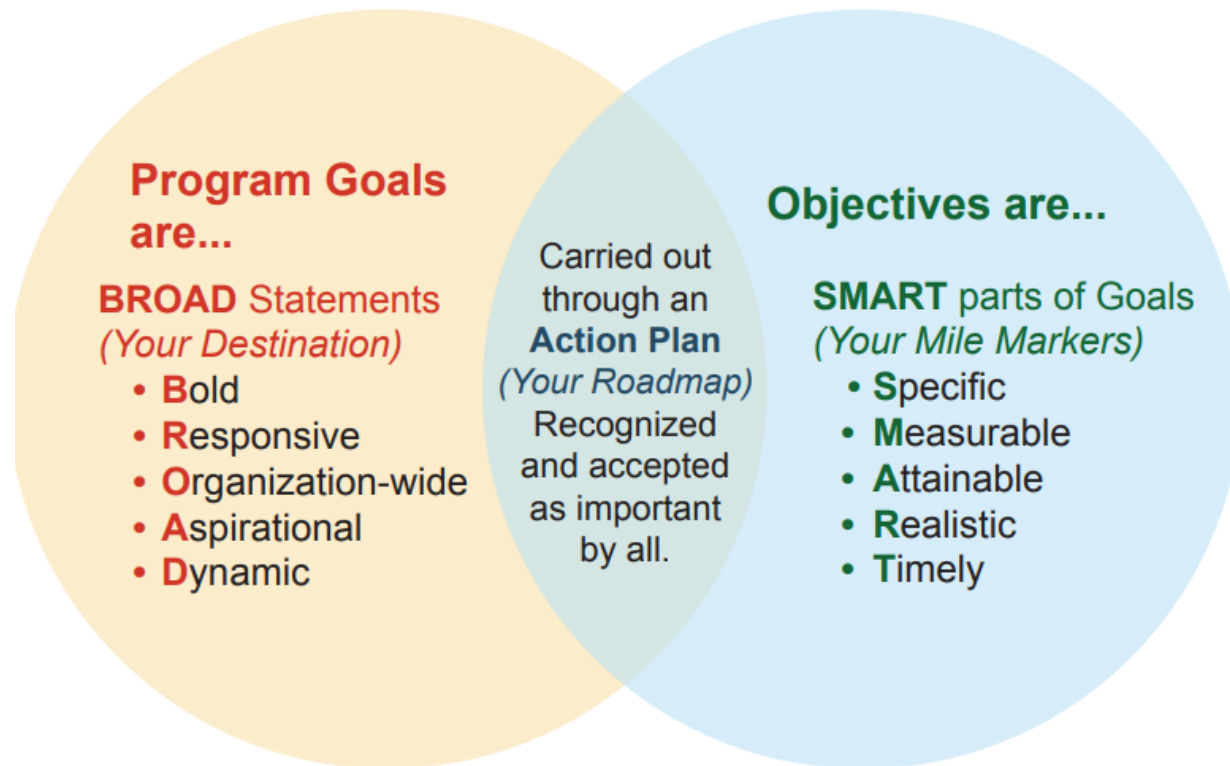 Program Goals
are...
BROAD Statements
(Your Destination)
• Bold
• Responsive
• Organization-wide
• Aspirational
• Dynamic
Carried out
through an
Action Plan
(Your Roadmap)
Recognized
and accepted
as important
by all.
Objectives are...
SMART parts of Goals
(Your Mile Markers)
• Specific
• Measurable
• Attainable
• Realistic
• Timely